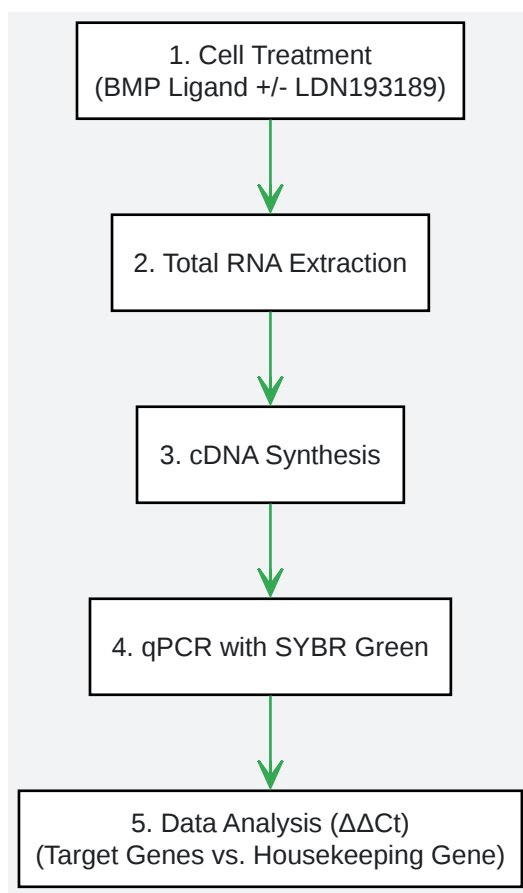 1. Cell Treatment
(BMP Ligand +/- LDN193189)
2. Total RNA Extraction
3. cDNA Synthesis
4. qPCR with SYBR Green
5. Data Analysis (ΔΔCt)
(Target Genes vs. Housekeeping Gene)